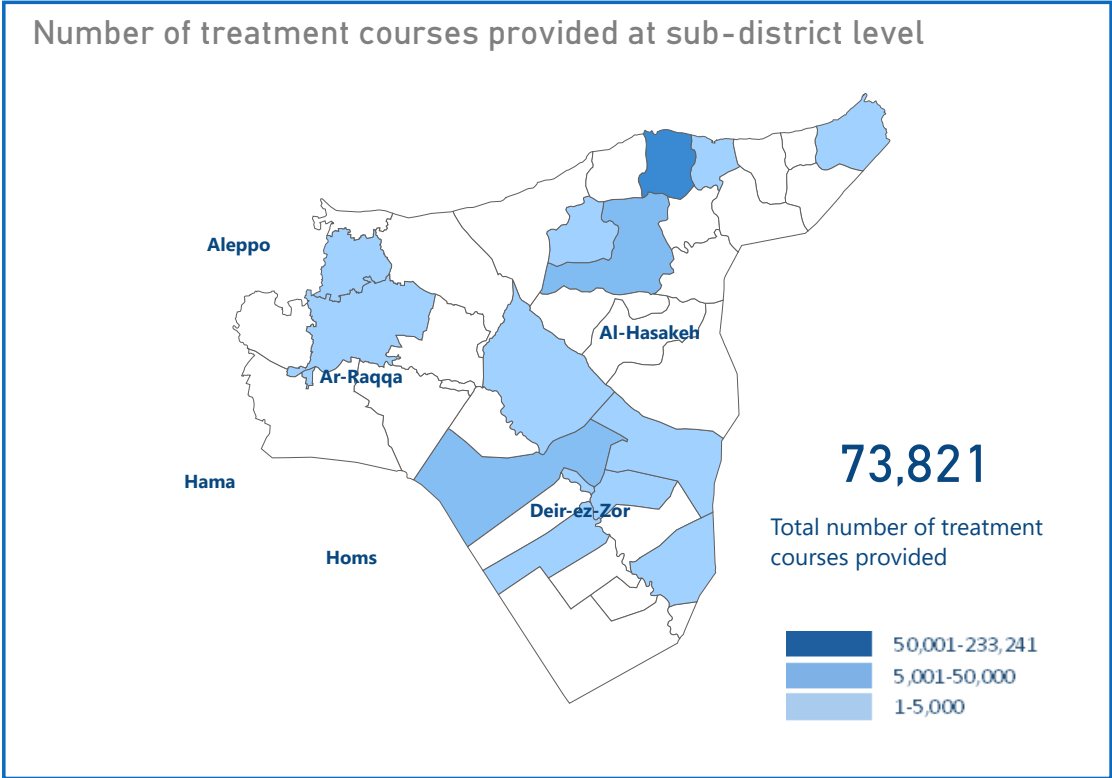 Number of treatment courses provided at sub-district level
Aleppo
Al-Hasakeh
Ar-Raqqa
Hama
Deir-ez-Zor
Homs
73,821
Total number of treatment
courses provided
50,001-233,241
5,001-50,000
1-5,000